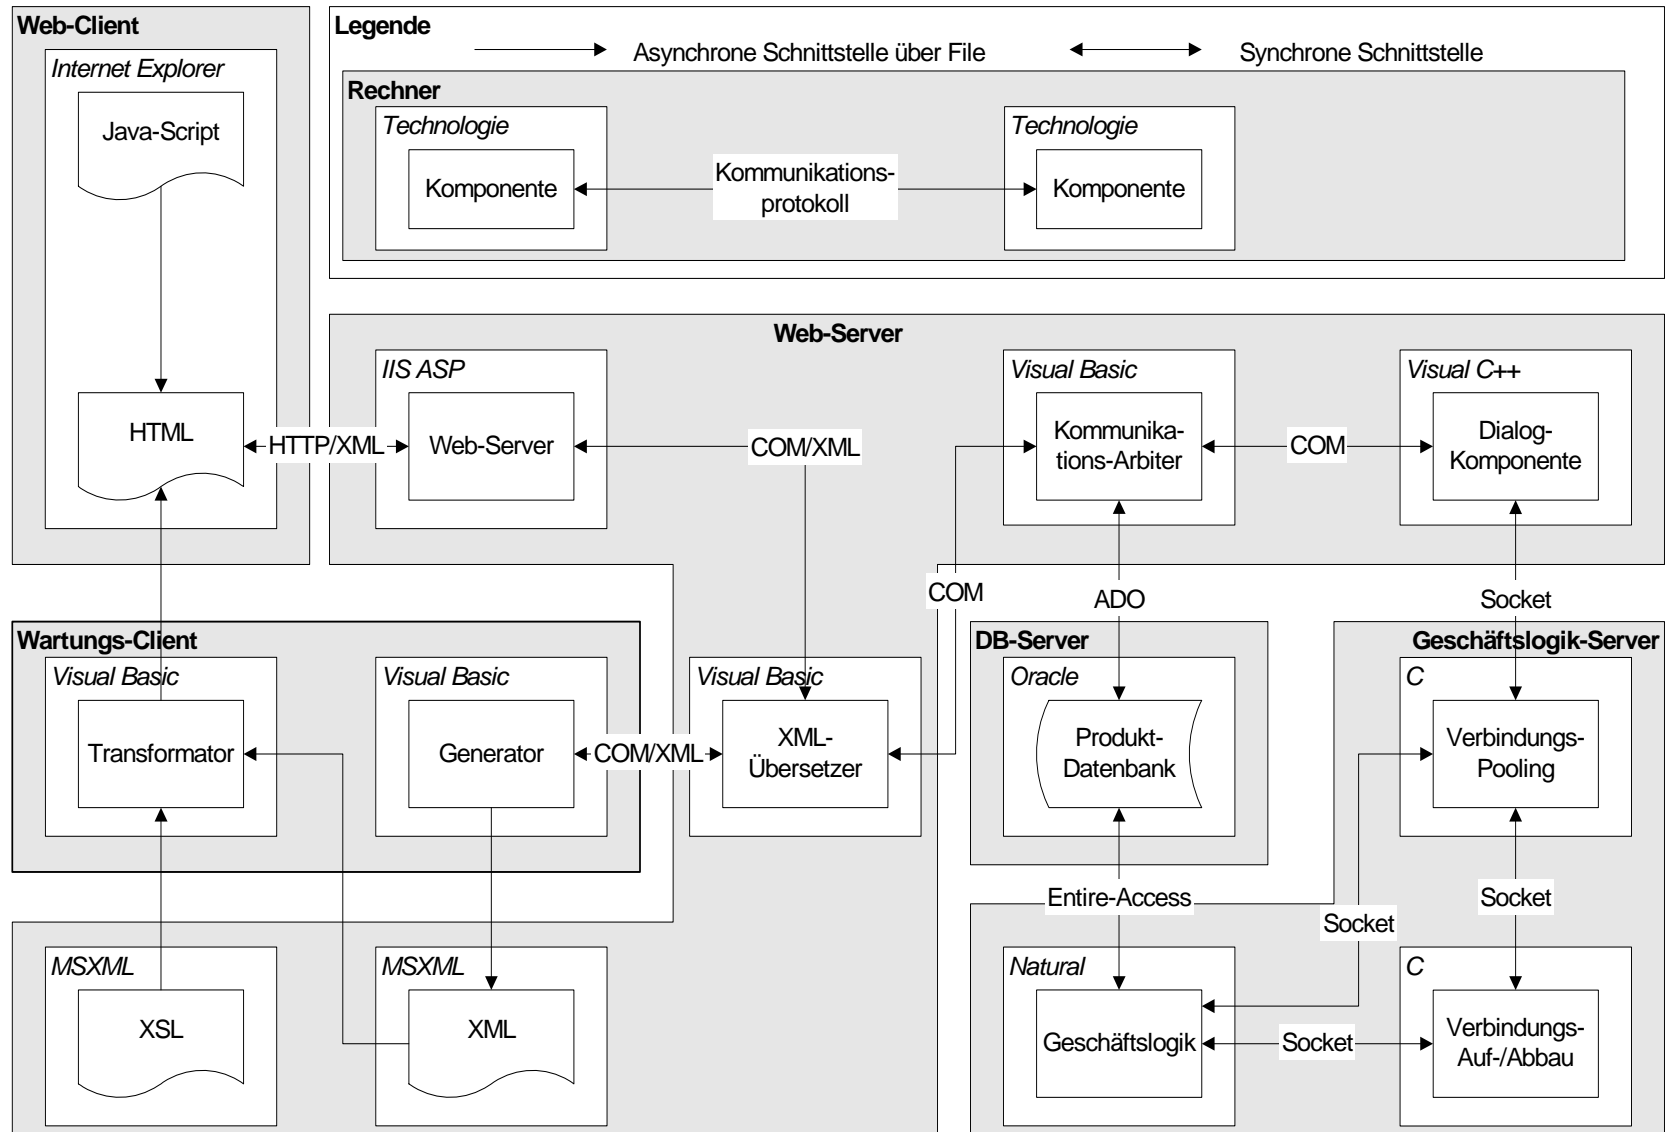 Web-Client
Internet Explorer
Java-Script
HTML
Legende
Asynchrone Schnittstelle über File
Synchrone Schnittstelle
Rechner
Technologie
Komponente
Kommunikations-
protokoll
Technologie
Komponente
Web-Server
HTTP/XML
IIS ASP
Web-Server
COM/XML
Visual Basic
Kommunika-
tions-Arbiter
COM
Visual C++
Dialog-
Komponente
COM
ADO
Socket
Wartungs-Client
Visual Basic
Transformator
Visual Basic
Generator
COM/XML
Visual Basic
XML-
Übersetzer
DB-Server
Oracle
Produkt-
Datenbank
Geschäftslogik-Server
C
Verbindungs-
Pooling
Entire-Access
Socket
Socket
MSXML
XSL
MSXML
XML
Natural
Geschäftslogik
Socket
C
Verbindungs-
Auf-/Abbau